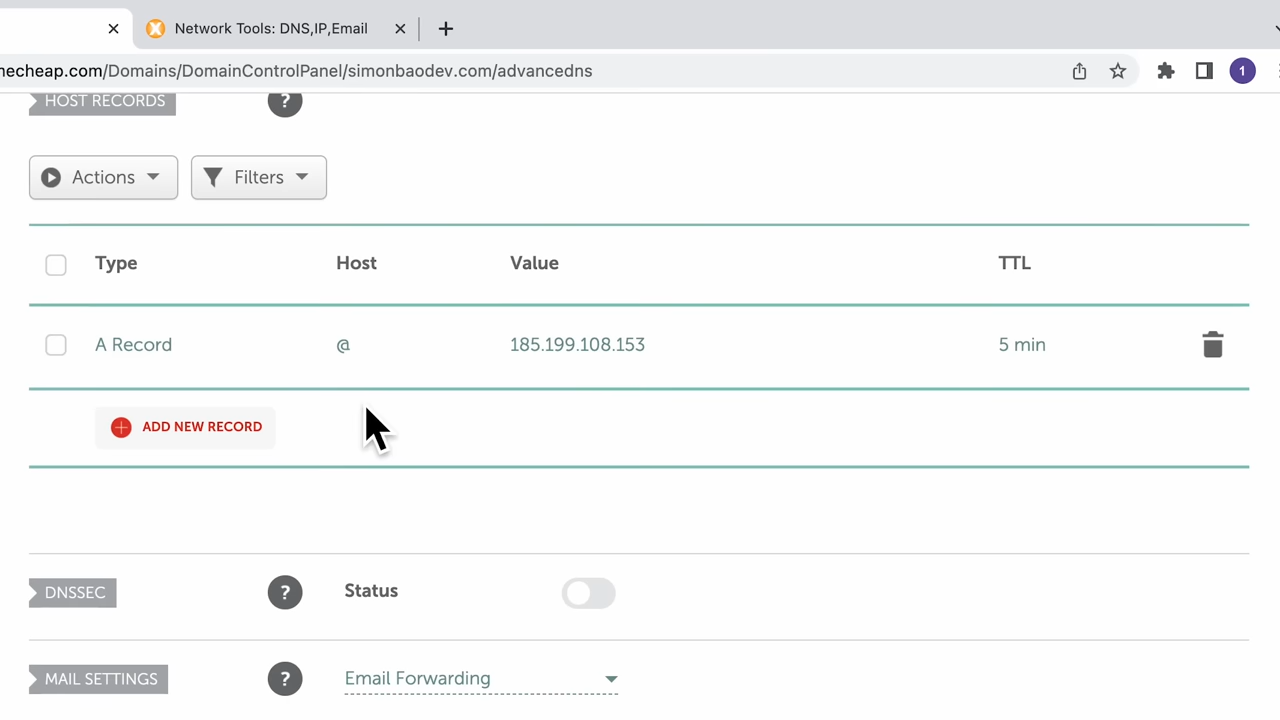 Network Tools: DNS,IP,Email
necheap.com/Domains/DomainControlPanel/simonbaodev.com/advancedns
1
HOST RECORDS
?
Actions
Filters
Type Host Value TTL
A Record @ 185.199.108.153 5 min
ADD NEW RECORD
DNSSEC ? Status
MAIL SETTINGS ? Email Forwarding